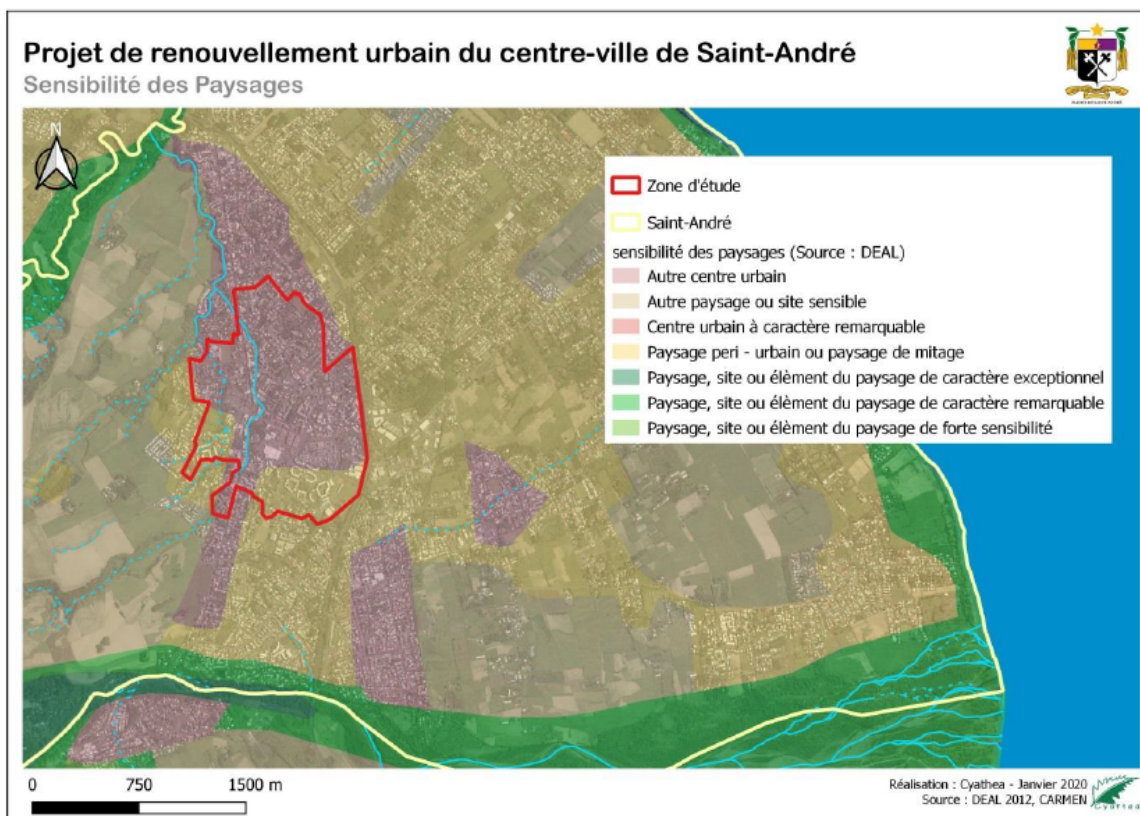 Projet de renouvellement urbain du centre-ville de Saint-André
Sensibilité des Paysages
N
Zone d'étude
Saint-André
sensibilité des paysages (Source : DEAL)
Autre centre urbain
Autre paysage ou site sensible
Centre urbain à caractère remarquable
Paysage peri - urbain ou paysage de mitage
Paysage, site ou élèment du paysage de caractère exceptionnel
Paysage, site ou élèment du paysage de caractère remarquable
Paysage, site ou élèment du paysage de forte sensibilité
0 750 1500 m
Réalisation : Cyathea - Janvier 2020
Source : DEAL 2012, CARMEN
Cyathea